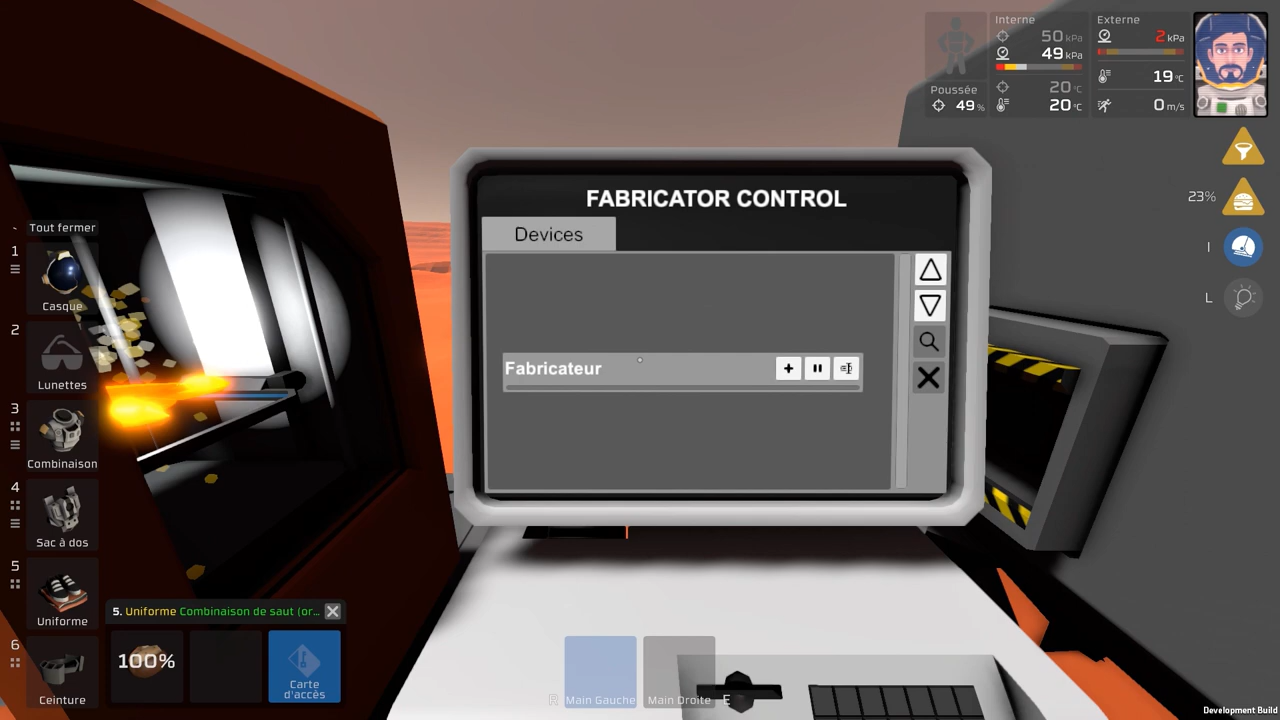 Interne
50 kPa
49 kPa
20 °C
20 °C
Externe
2 kPa
19 °C
0 m/s
Poussée
49 %
23%
I
L
FABRICATOR CONTROL
Devices
Fabricateur
- Tout fermer
1
Casque
2
Lunettes
3
Combinaison
4
Sac à dos
5
Uniforme
6
Ceinture
5. Uniforme Combinaison de saut (or...
100%
Carte
d'accés
R Main Gauche
Main Droite E
Development Build